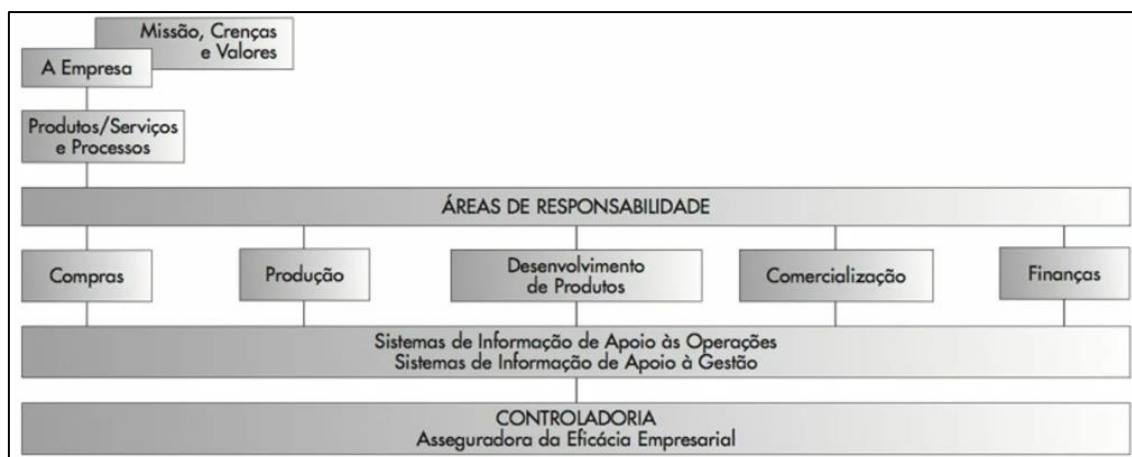 Missão, Crenças
e Valores
A Empresa
Produtos/Serviços
e Processos
ÁREAS DE RESPONSABILIDADE
Compras
Produção
Desenvolvimento
de Produtos
Comercialização
Finanças
Sistemas de Informação de Apoio às Operações
Sistemas de Informação de Apoio à Gestão
CONTROLADORIA
Asseguradora da Eficácia Empresarial